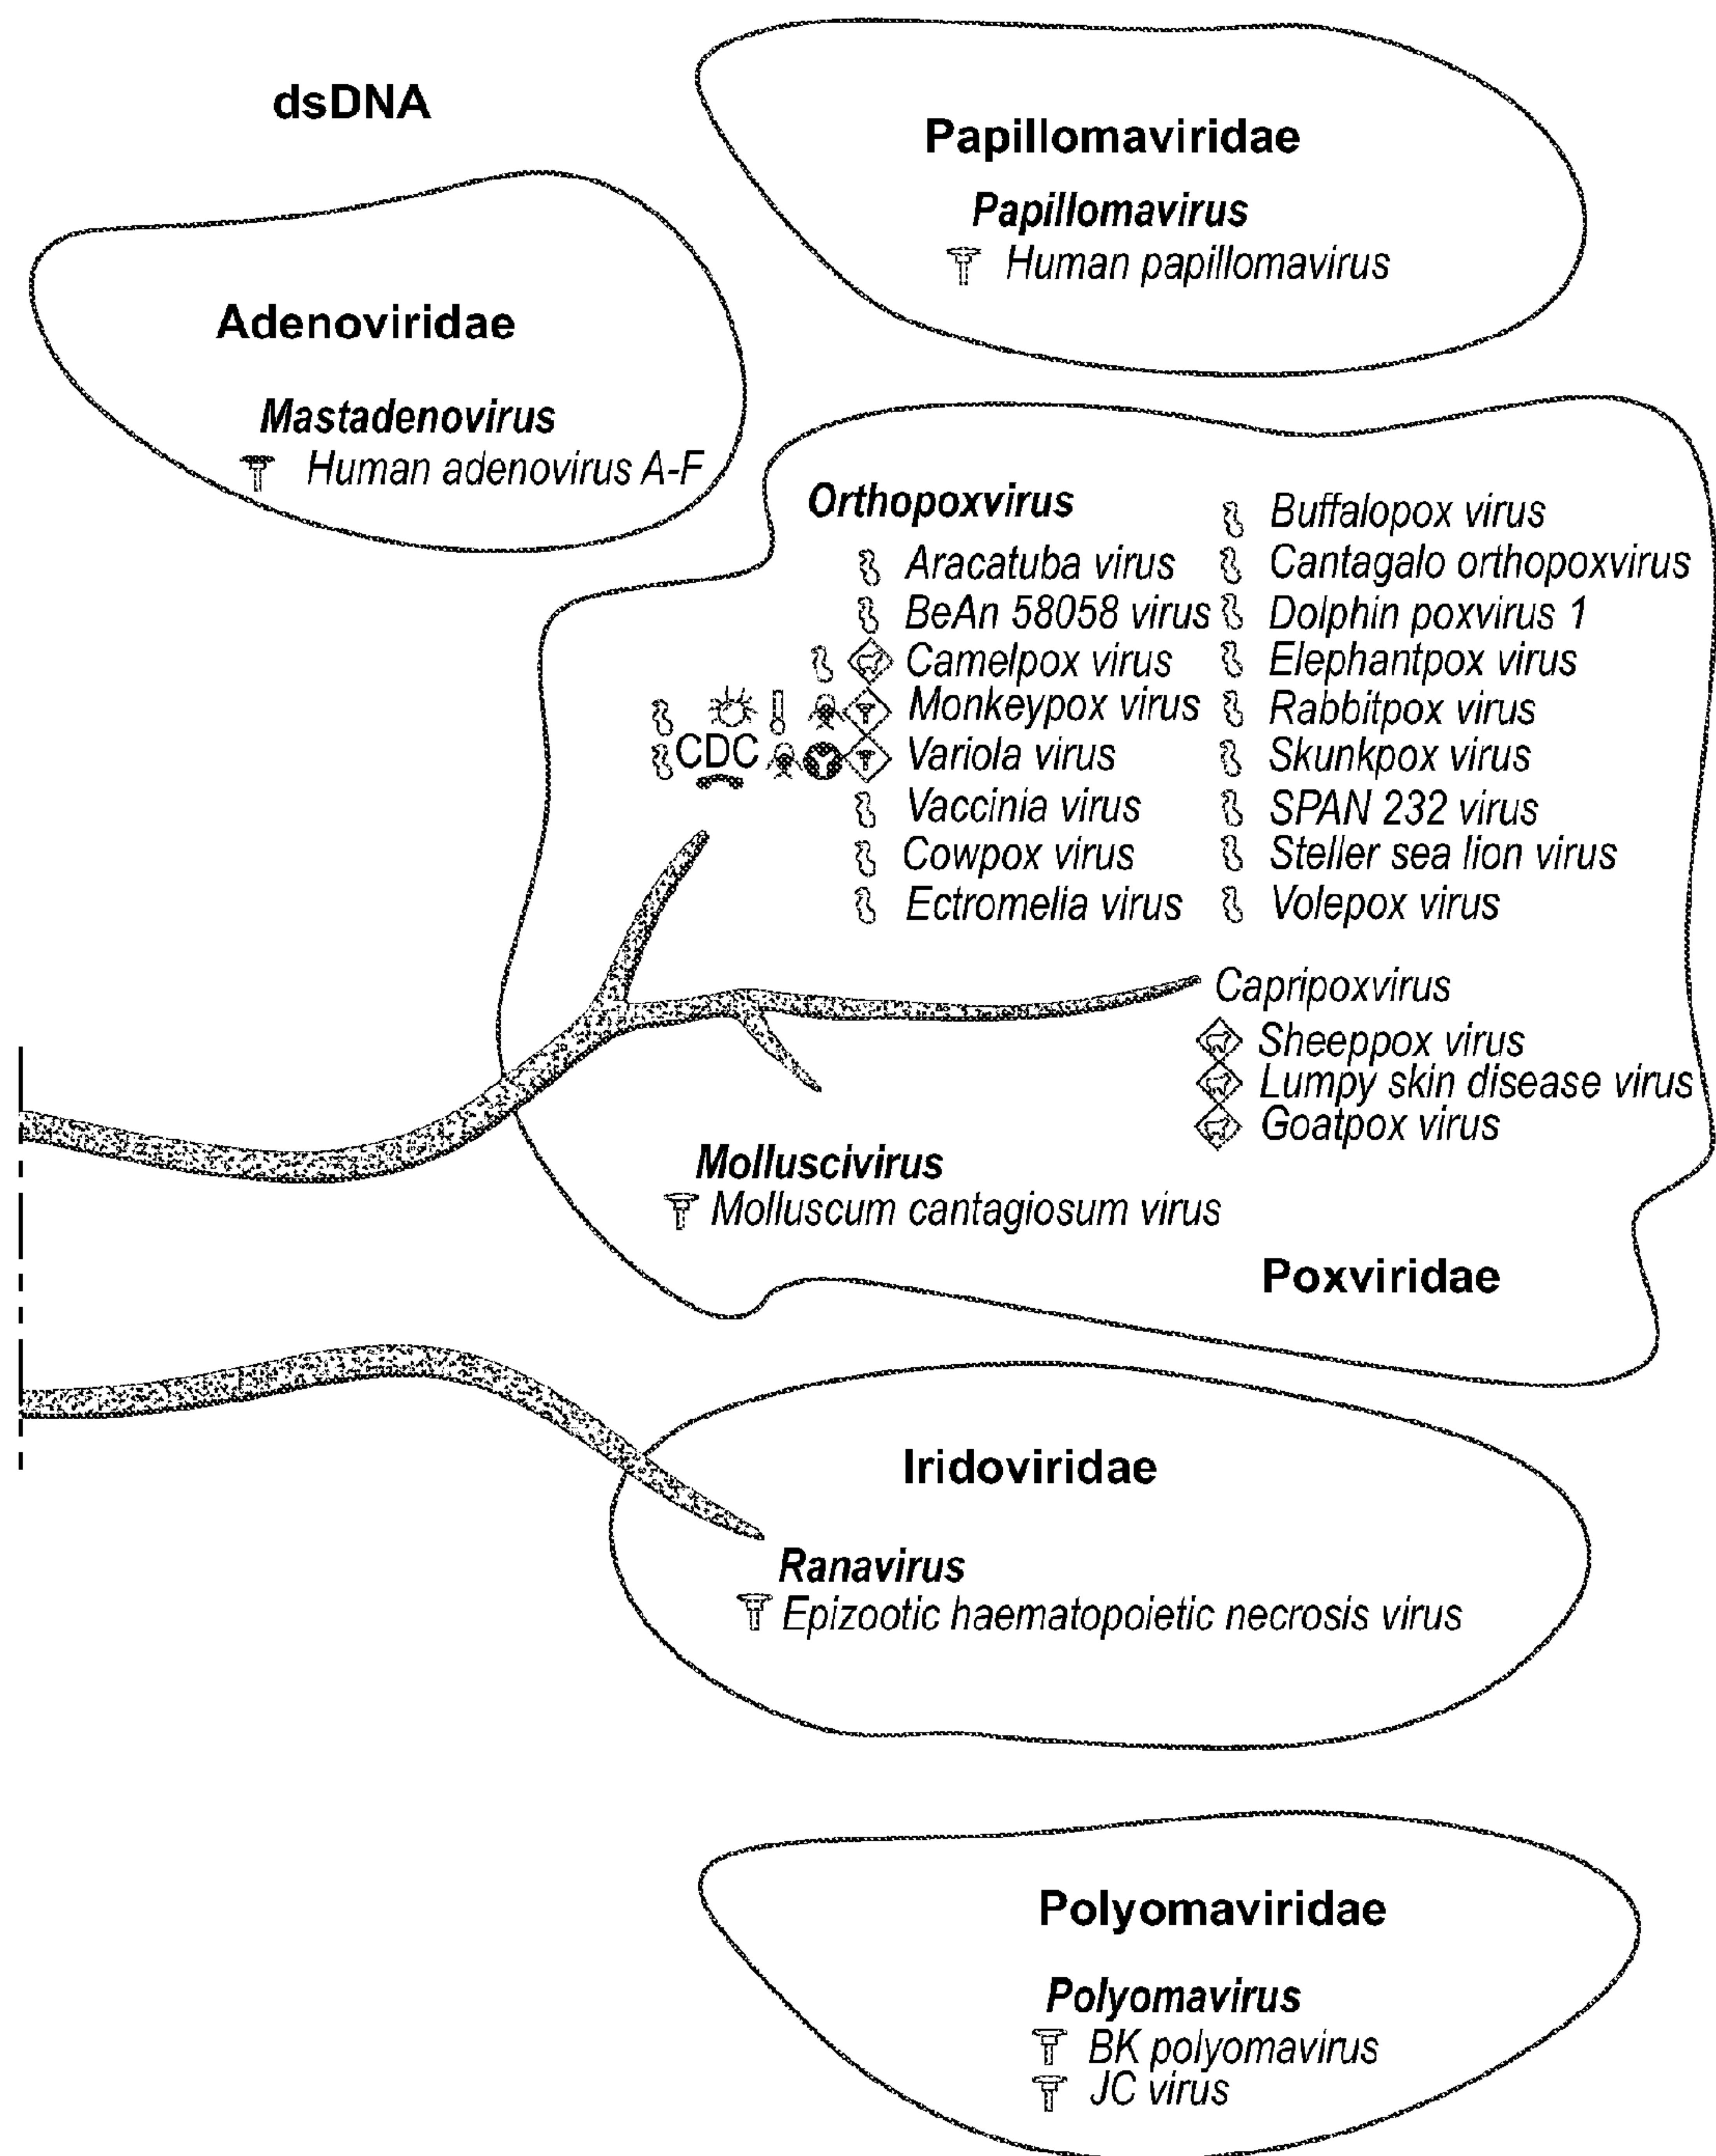 dsDNA
Papillomaviridae
Papillomavirus
Human papillomavirus
Adenoviridae
Mastadenovirus
Human adenovirus A-F
Orthopoxvirus
Aracatuba virus
BeAn 58058 virus
Camelpox virus
Monkeypox virus
CDC Variola virus
Vaccinia virus
Cowpox virus
Ectromelia virus
Buffalopox virus
Cantagalo orthopoxvirus
Dolphin poxvirus 1
Elephantpox virus
Rabbitpox virus
Skunkpox virus
SPAN 232 virus
Steller sea lion virus
Volepox virus
Capripoxvirus
Sheeppox virus
Lumpy skin disease virus
Goatpox virus
Molluscivirus
Molluscum cantagiosum virus
Poxviridae
Iridoviridae
Ranavirus
Epizootic haematopoietic necrosis virus
Polyomaviridae
Polyomavirus
BK polyomavirus
JC virus